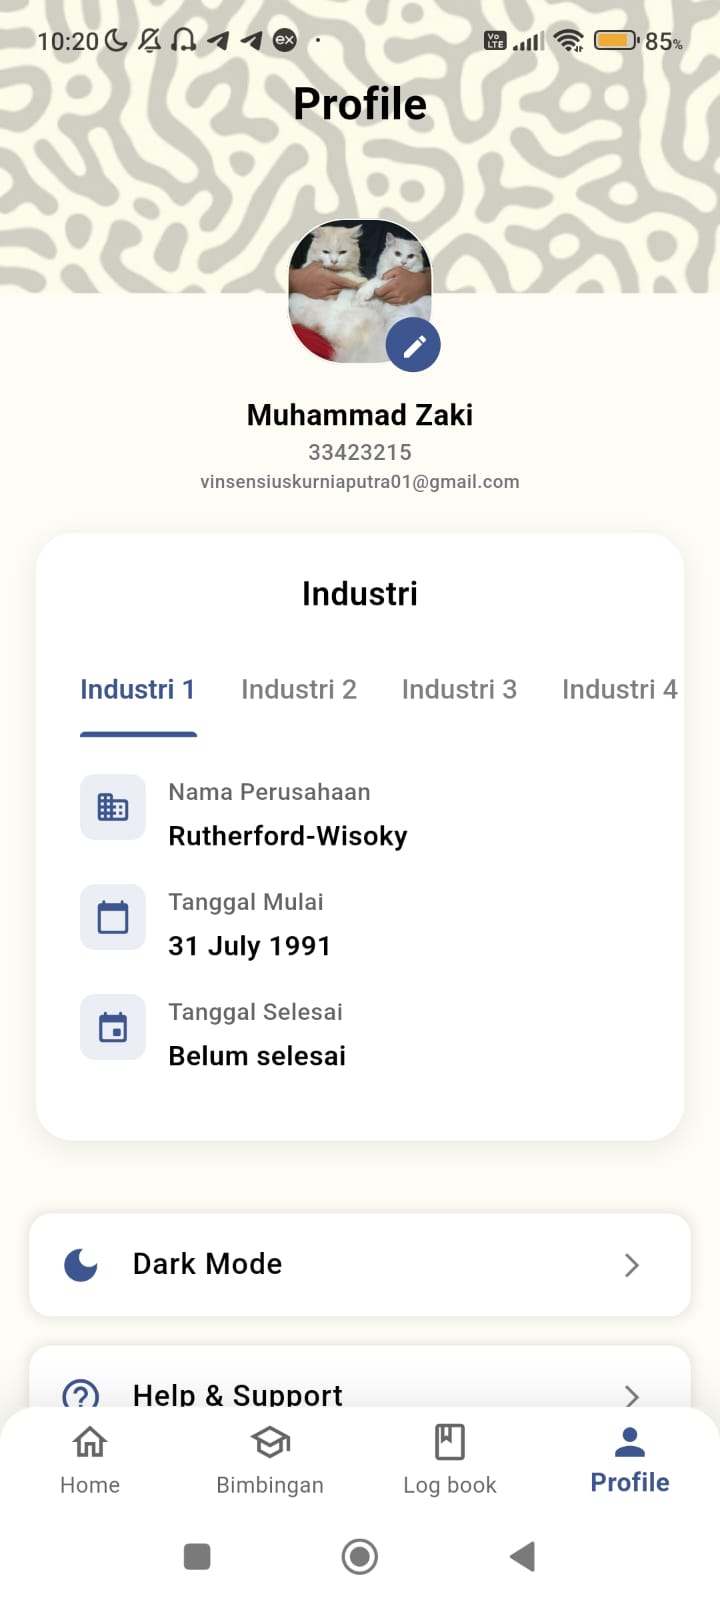 10:20
ex
Vo
LTE
85%
Profile
Muhammad Zaki
33423215
vinsensiuskurniaputra01@gmail.com
Industri
Industri 1 Industri 2 Industri 3 Industri 4
Nama Perusahaan
Rutherford-Wisoky
Tanggal Mulai
31 July 1991
Tanggal Selesai
Belum selesai
Dark Mode
Help & Support
Home Bimbingan Log book Profile